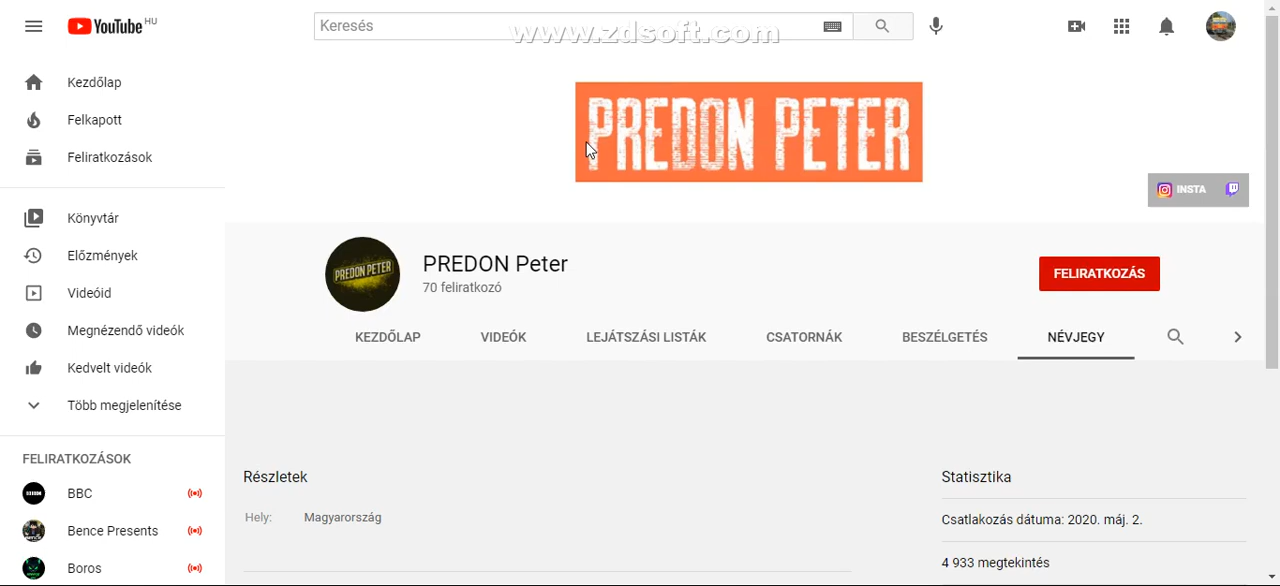 YouTube HU
Keresés
www.zdsoft.com
Kezdőlap
Felkapott
Feliratkozások
Könyvtár
Előzmények
Videóid
Megnézendő videók
Kedvelt videók
Több megjelenítése
FELIRATKOZÁSOK
BBC
Bence Presents
Boros
PREDON PETER
INSTA
PREDON PETER
PREDON Peter
70 feliratkozó
FELIRATKOZÁS
KEZDŐLAP VIDEÓK LEJÁTSZÁSI LISTÁK CSATORNÁK BESZÉLGETÉS NÉVJEGY
Részletek
Hely: Magyarország
Statisztika
Csatlakozás dátuma: 2020. máj. 2.
4 933 megtekintés